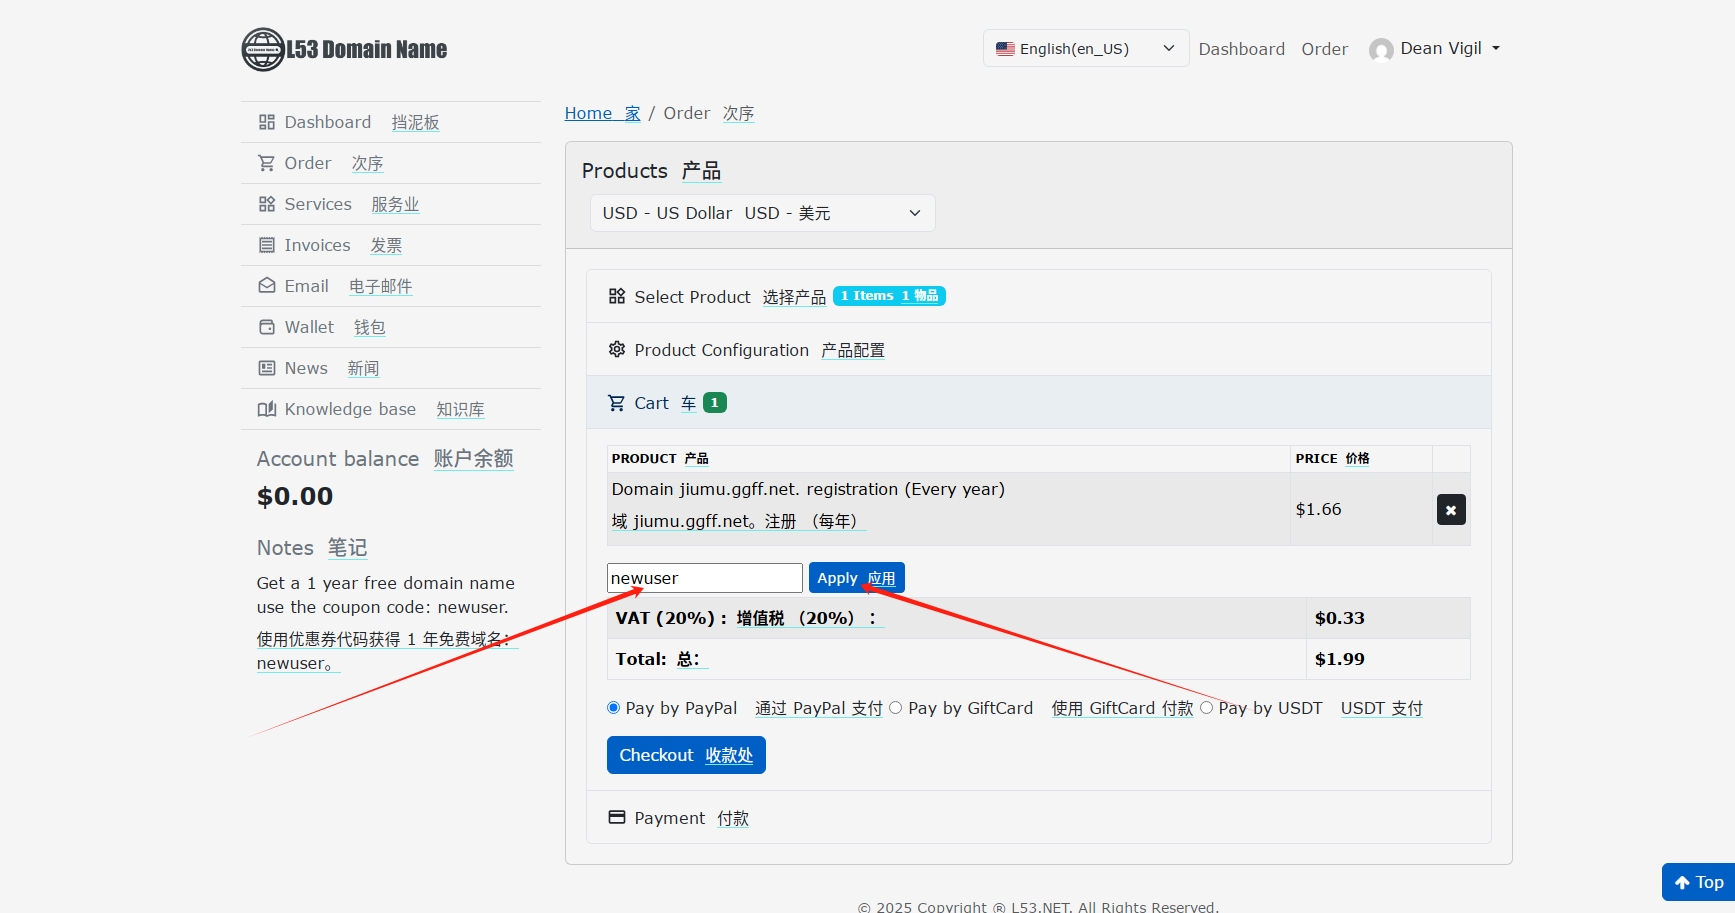 L53 Domain Name
English(en_US)
Dashboard
Order
Dean Vigil
Dashboard 挡泥板
Order 次序
Services 服务业
Invoices 发票
Email 电子邮件
Wallet 钱包
News 新闻
Knowledge base 知识库
Account balance 账户余额
$0.00
Notes 笔记
Get a 1 year free domain name
use the coupon code: newuser.
使用优惠券代码获得 1 年免费域名：
newuser。
Home 家 / Order 次序
Products 产品
USD - US Dollar USD - 美元
Select Product 选择产品 1 Items 1 物品
Product Configuration 产品配置
Cart 车 1
PRODUCT 产品 PRICE 价格
Domain jiumu.ggff.net. registration (Every year)
域 jiumu.ggff.net。注册 （每年）
$1.66
newuser Apply 应用
VAT (20%) : 增值税 （20%） ： $0.33
Total: 总： $1.99
Pay by PayPal 通过 PayPal 支付 Pay by GiftCard 使用 GiftCard 付款 Pay by USDT USDT 支付
Checkout 收款处
Payment 付款
Top
© 2025 Copyright ® L53.NET. All Rights Reserved.